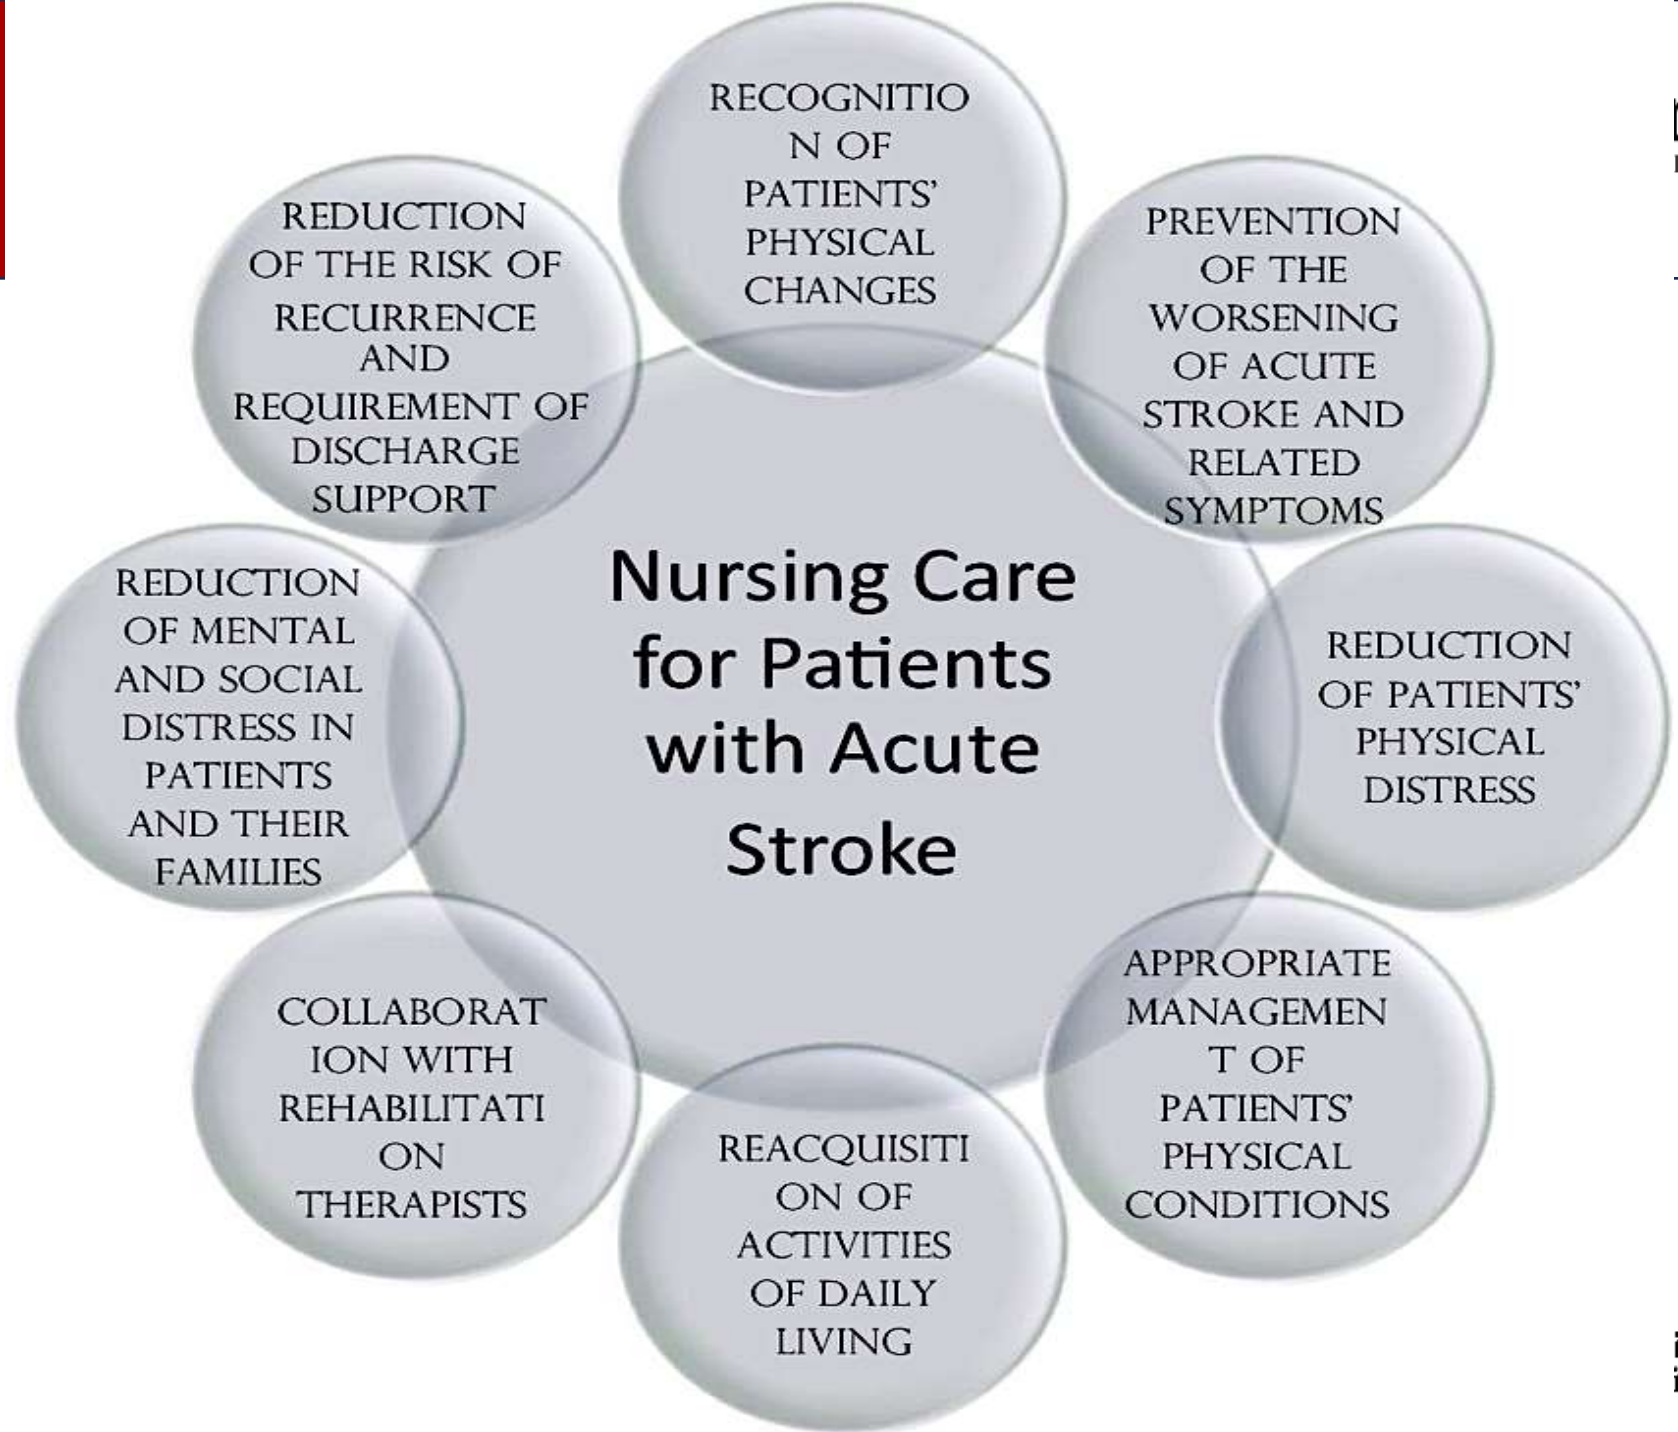 RECOGNITIO
N OF
PATIENTS'
PHYSICAL
CHANGES
PREVENTION
OF THE
WORSENING
OF ACUTE
STROKE AND
RELATED
SYMPTOMS
REDUCTION
OF PATIENTS'
PHYSICAL
DISTRESS
APPROPRIATE
MANAGEMEN
T OF
PATIENTS'
PHYSICAL
CONDITIONS
REACQUISITI
ON OF
ACTIVITIES
OF DAILY
LIVING
COLLABORAT
ION WITH
REHABILITATI
ON
THERAPISTS
REDUCTION
OF MENTAL
AND SOCIAL
DISTRESS IN
PATIENTS
AND THEIR
FAMILIES
REDUCTION
OF THE RISK OF
RECURRENCE
AND
REQUIREMENT OF
DISCHARGE
SUPPORT
Nursing Care
for Patients
with Acute
Stroke